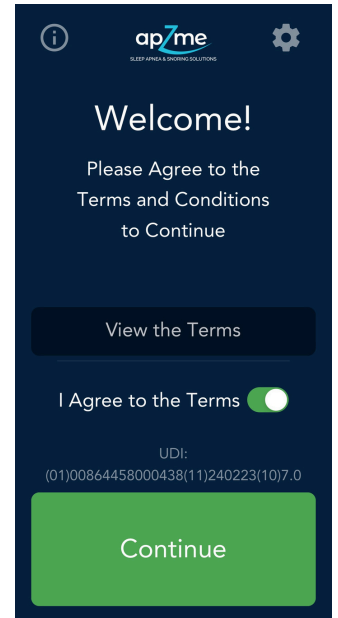 apZme
SLEEP APNEA & SNORING SOLUTIONS
Welcome!
Please Agree to the
Terms and Conditions
to Continue
View the Terms
I Agree to the Terms
UDI:
(01)00864458000438(11)240223(10)7.0
Continue